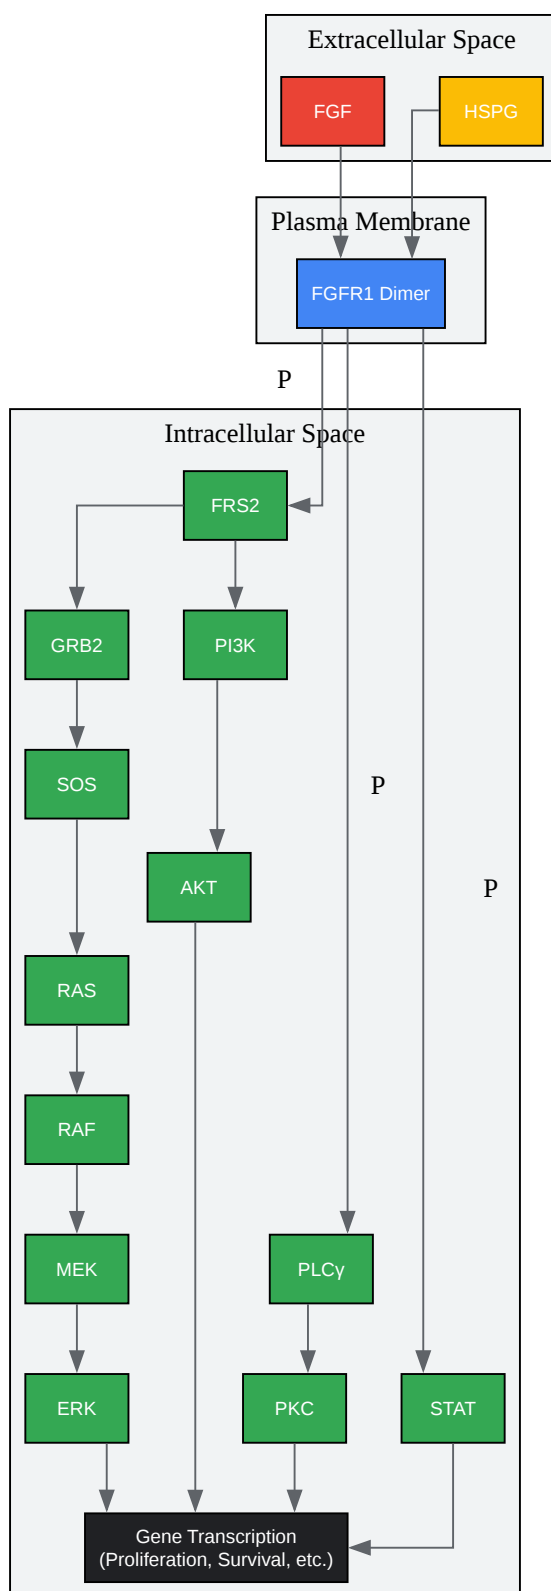 Extracellular Space
FGF
HSPG
Plasma Membrane
FGFR1 Dimer
P
Intracellular Space
FRS2
GRB2
PI3K
SOS
P
AKT
P
RAS
RAF
MEK
PLCγ
ERK
PKC
STAT
Gene Transcription
(Proliferation, Survival, etc.)